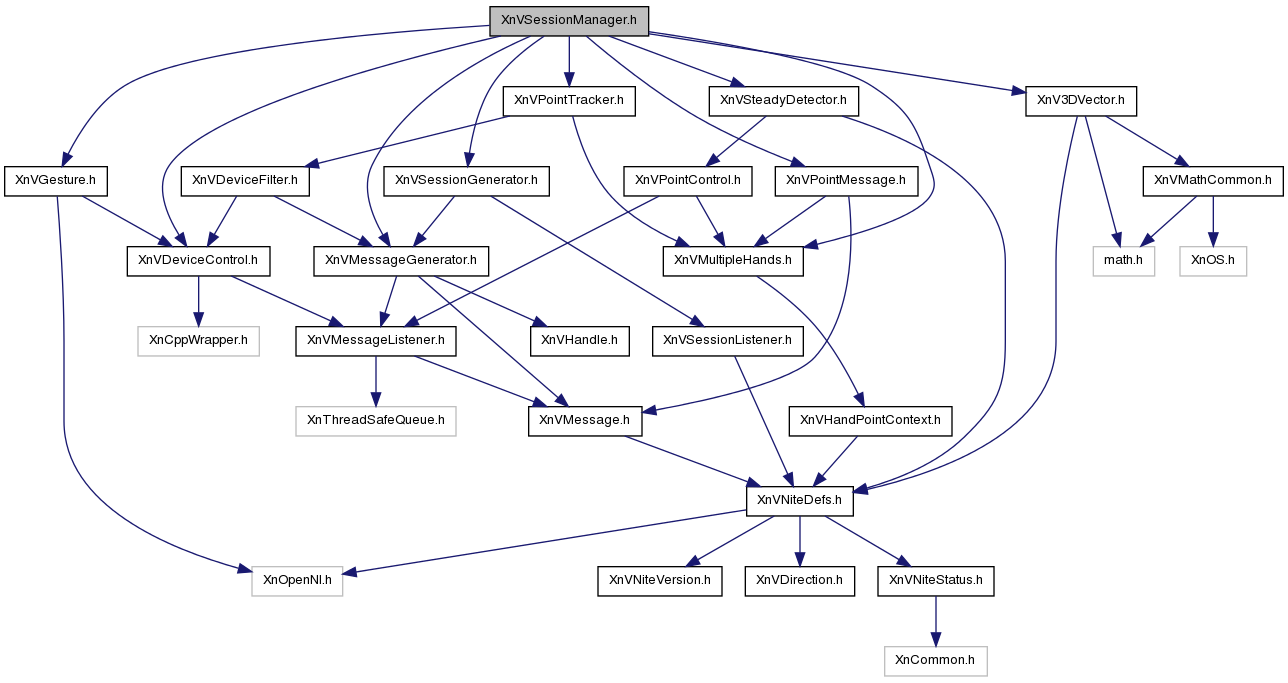 XnVSessionManager.h
XnVPointTracker.h
XnVSteadyDetector.h
XnV3DVector.h
XnVGesture.h
XnVDeviceFilter.h
XnVSessionGenerator.h
XnVPointControl.h
XnVPointMessage.h
XnVMathCommon.h
XnVDeviceControl.h
XnVMessageGenerator.h
XnVMultipleHands.h
math.h
XnOS.h
XnCppWrapper.h
XnVMessageListener.h
XnVHandle.h
XnVSessionListener.h
XnThreadSafeQueue.h
XnVMessage.h
XnVHandPointContext.h
XnVNiteDefs.h
XnOpenNI.h
XnVNiteVersion.h
XnVDirection.h
XnVNiteStatus.h
XnCommon.h